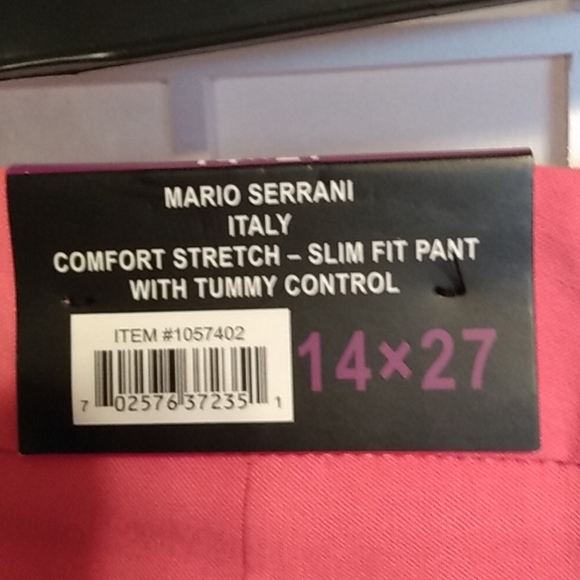 MARIO SERRANI
ITALY
COMFORT STRETCH – SLIM FIT PANT
WITH TUMMY CONTROL
ITEM #1057402
7 02576 37235 1
14×27